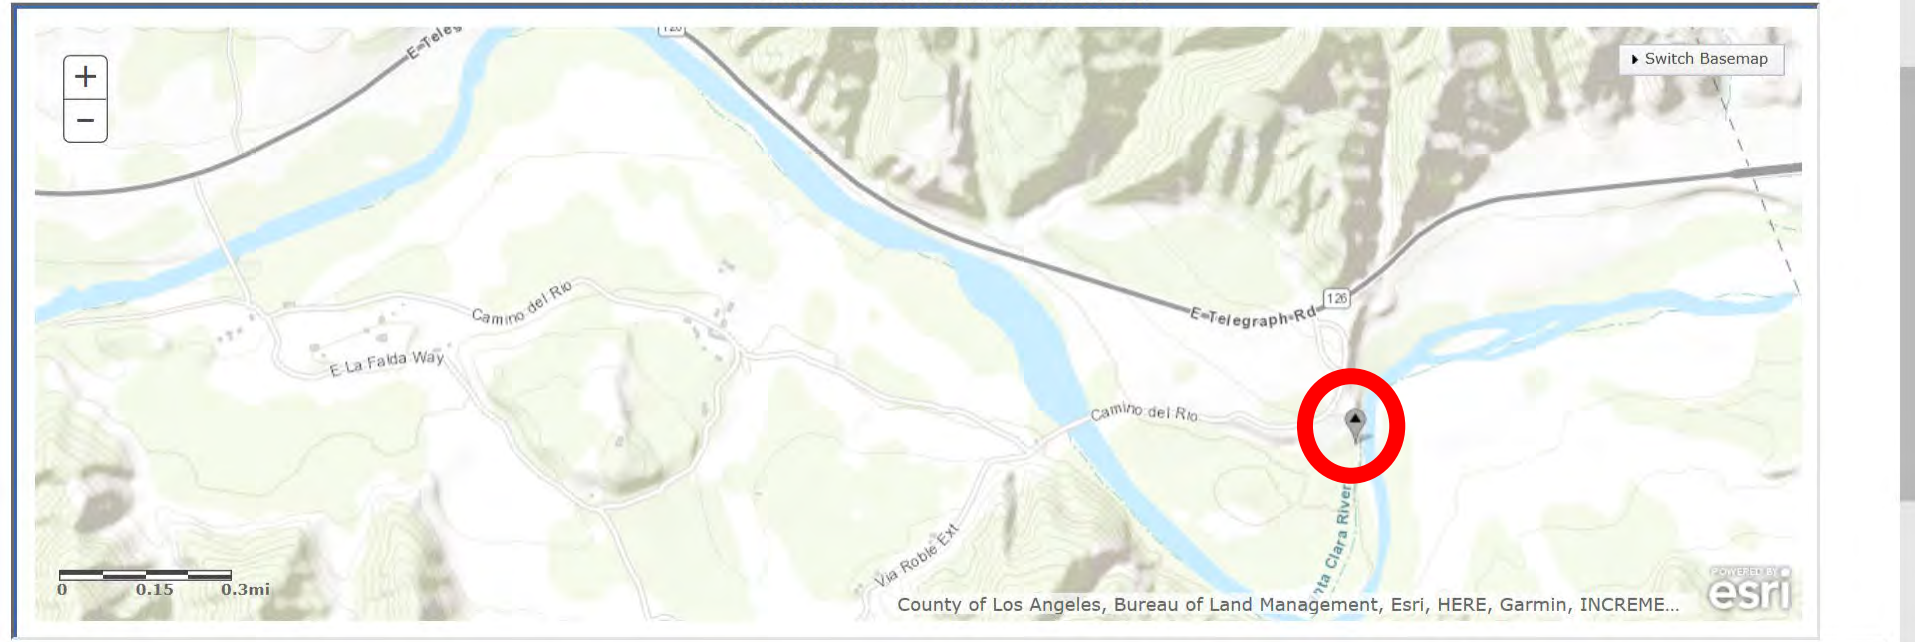 E Teleg
126
Switch Basemap
+
−
Camino del Rio
126
E Telegraph Rd
E La Falda Way
Camino del Rio
nta Clara River
Via Roble Ext
0 0.15 0.3mi
POWERED BY
esri
County of Los Angeles, Bureau of Land Management, Esri, HERE, Garmin, INCREME...